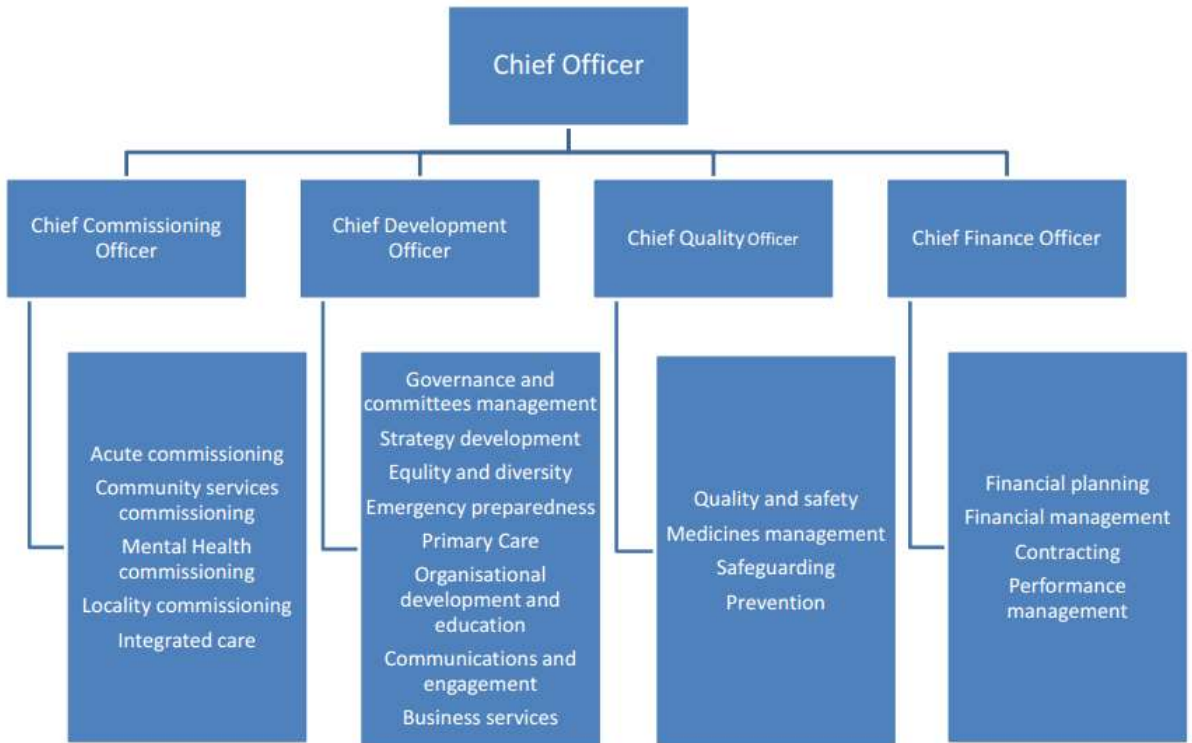 Chief Officer
Chief Commissioning
Officer
Chief Development
Officer
Chief Quality Officer
Chief Finance Officer
Acute commissioning
Community services
commissioning
Mental Health
commissioning
Locality commissioning
Integrated care
Governance and
committees management
Strategy development
Equlity and diversity
Emergency preparedness
Primary Care
Organisational
development and
education
Communications and
engagement
Business services
Quality and safety
Medicines management
Safeguarding
Prevention
Financial planning
Financial management
Contracting
Performance
management